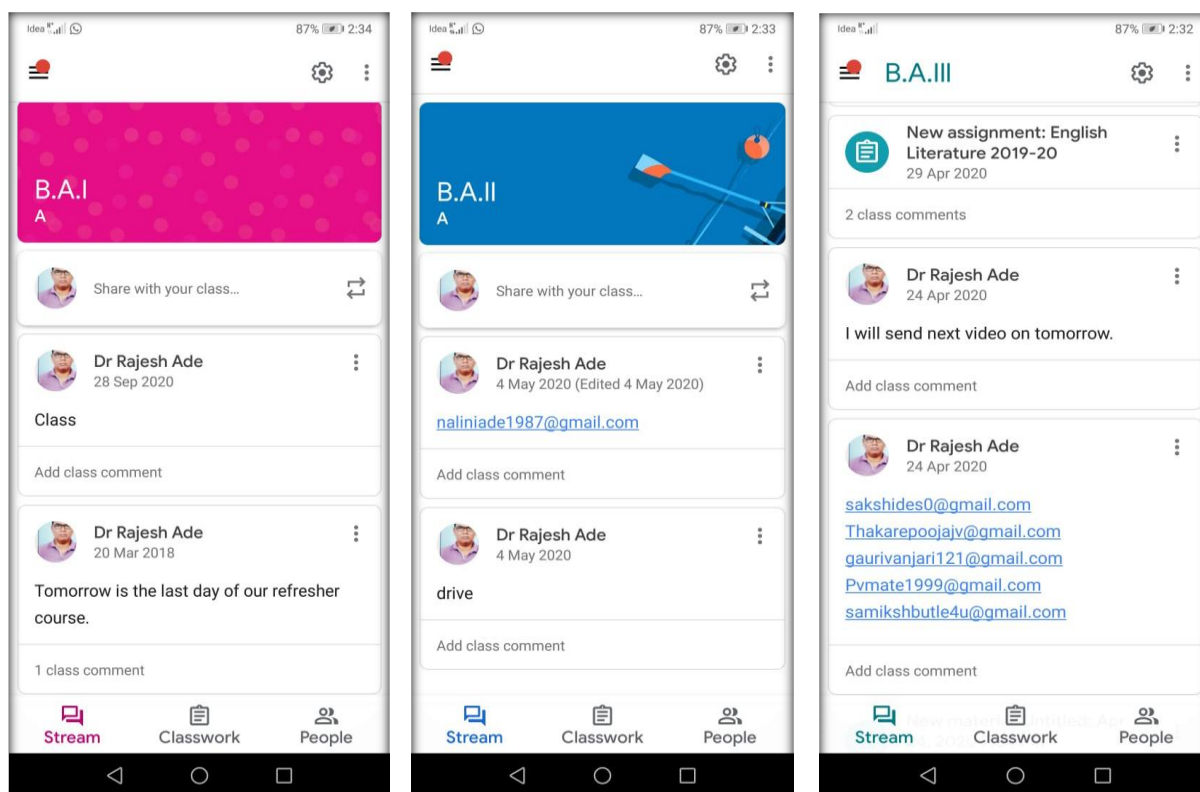 Idea 87% 2:34
B.A.I
A
Share with your class...
Dr Rajesh Ade
28 Sep 2020
Class
Add class comment
Dr Rajesh Ade
20 Mar 2018
Tomorrow is the last day of our refresher
course.
1 class comment
Stream Classwork People
Idea 87% 2:33
B.A.II
A
Share with your class...
Dr Rajesh Ade
4 May 2020 (Edited 4 May 2020)
naliniade1987@gmail.com
Add class comment
Dr Rajesh Ade
4 May 2020
drive
Add class comment
Stream Classwork People
Idea 87% 2:32
B.A.III
New assignment: English
Literature 2019-20
29 Apr 2020
2 class comments
Dr Rajesh Ade
24 Apr 2020
I will send next video on tomorrow.
Add class comment
Dr Rajesh Ade
24 Apr 2020
sakshides0@gmail.com
Thakarepoojajv@gmail.com
gaurivanjari121@gmail.com
Pvmate1999@gmail.com
samikshbutle4u@gmail.com
Add class comment
Stream Classwork People